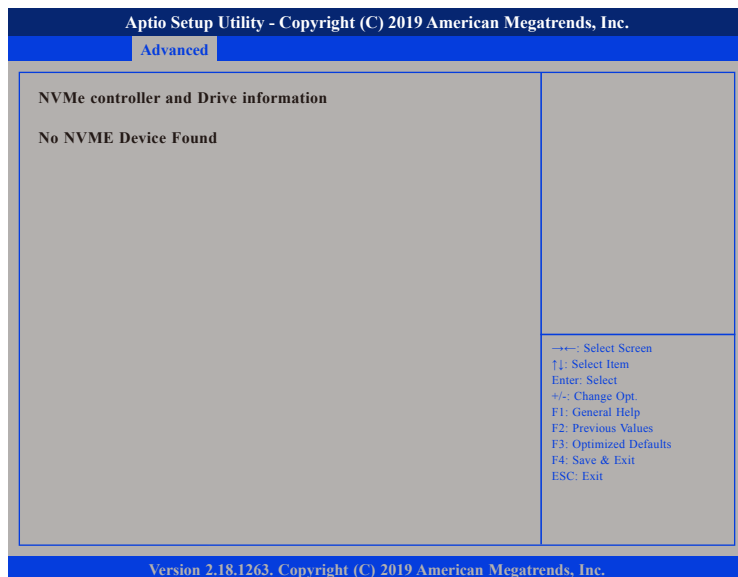 Aptio Setup Utility - Copyright (C) 2019 American Megatrends, Inc.
Advanced
NVMe controller and Drive information
No NVME Device Found
→←: Select Screen
↑↓: Select Item
Enter: Select
+/-: Change Opt.
F1: General Help
F2: Previous Values
F3: Optimized Defaults
F4: Save & Exit
ESC: Exit
Version 2.18.1263. Copyright (C) 2019 American Megatrends, Inc.